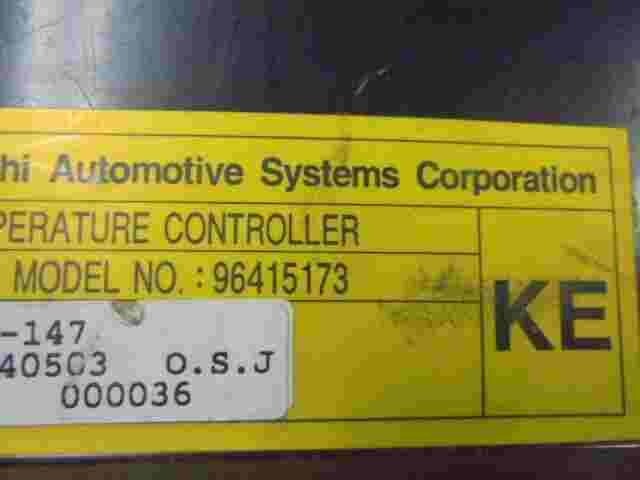 hi Automotive Systems Corporation
PERATURE CONTROLLER
MODEL NO. : 96415173
KE
-147
40503 O.S.J
000036